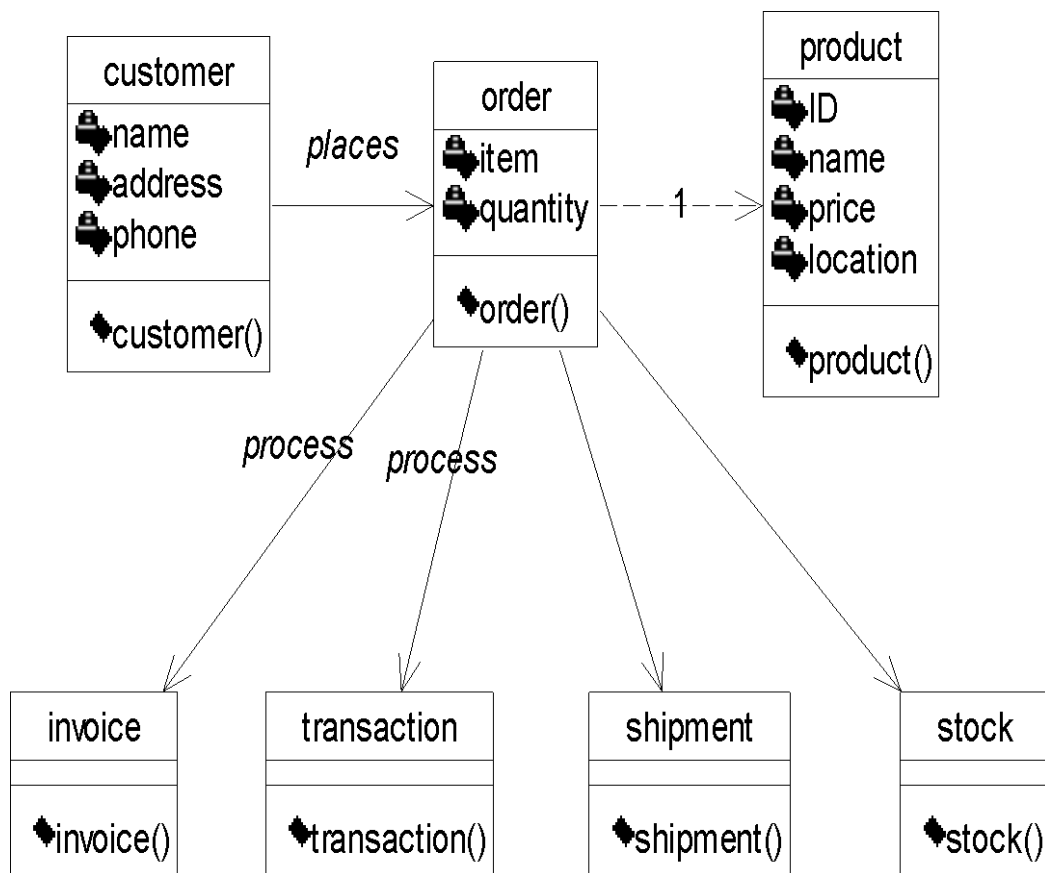 customer
name
address
phone
customer()
places
order
item
quantity
order()
1
product
ID
name
price
location
product()
process
process
invoice
invoice()
transaction
transaction()
shipment
shipment()
stock
stock()